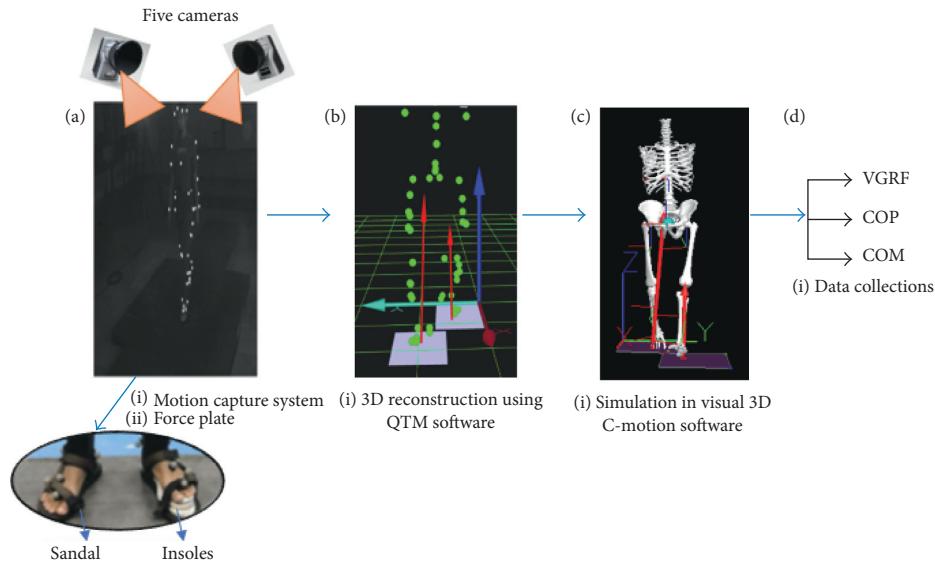 Five cameras
(a)
(b)
(c)
(d)
VGRF
COP
COM
(i) Data collections
(i) Motion capture system
(ii) Force plate
(i) 3D reconstruction using
QTM software
(i) Simulation in visual 3D
C-motion software
Z
Y
Sandal
Insoles